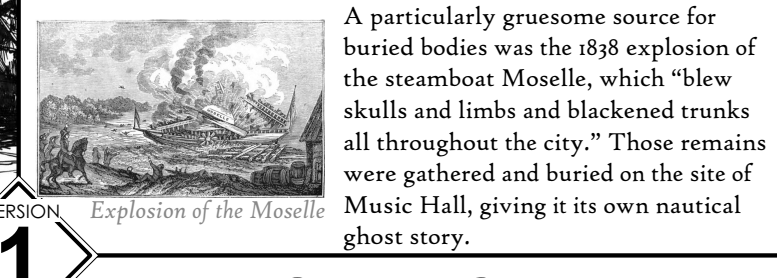 A particularly gruesome source for
buried bodies was the 1838 explosion of
the steamboat Moselle, which “blew
skulls and limbs and blackened trunks
all throughout the city.” Those remains
were gathered and buried on the site of
Music Hall, giving it its own nautical
ghost story.
Explosion of the Moselle
ERSION
1